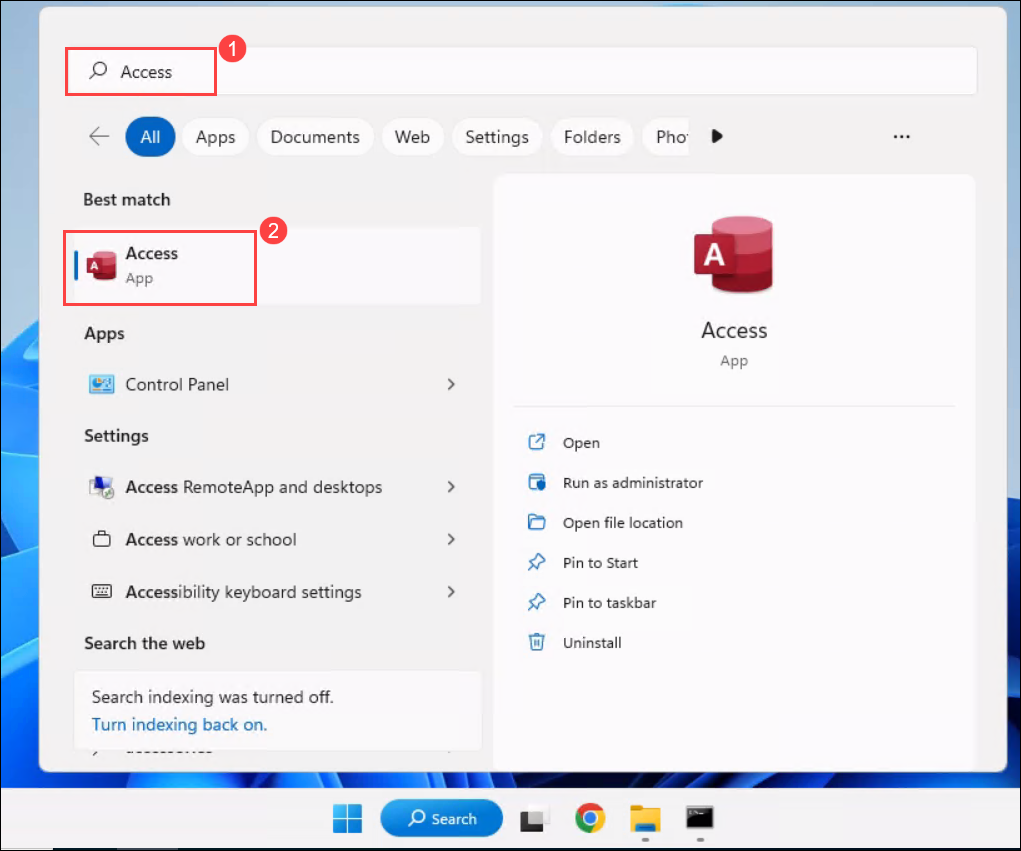 1
Access
All Apps Documents Web Settings Folders Pho
Best match
2
Access
App
Apps
Control Panel
Settings
Access RemoteApp and desktops
Access work or school
Accessibility keyboard settings
Search the web
Search indexing was turned off.
Turn indexing back on.
A
Access
App
Open
Run as administrator
Open file location
Pin to Start
Pin to taskbar
Uninstall
Search